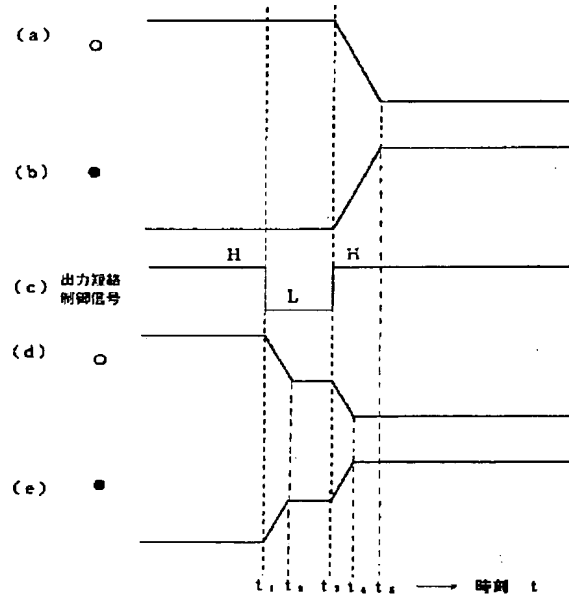 (a)
(b)
H H
L
(c) 出力短絡
制御信号
(d)
(e)
t₁ t₂ t₃ t₄ t₅ → 時刻 t